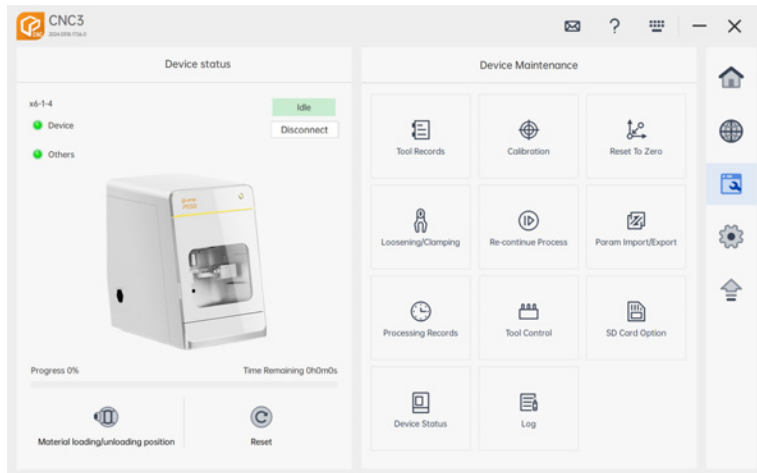 CNC3
Device status
Device Maintenance
x6-1-4
Idle
Device
Disconnect
Others
Tool Records
Calibration
Reset To Zero
Loosening/Clamping
Re-continue Process
Param Import/Export
Processing Records
Tool Control
SD Card Option
Progress 0%
Time Remaining 0h0m0s
Device Status
Log
Material loading/unloading position
Reset